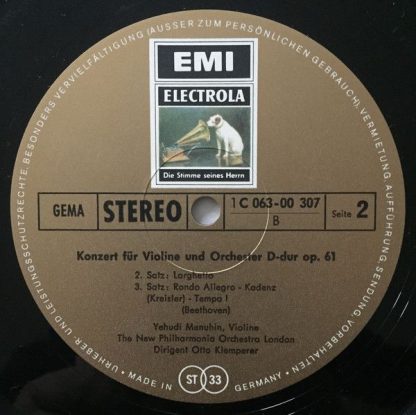 URHEBER- UND LEISTUNGSSCHUTZRECHTE, BESONDERS VERVIELFÄLTIGUNG (AUSSER ZUM PERSÖNLICHEN GEBRAUCH), VERMIETUNG, AUFFÜHRUNG, SENDUNG, VORBEHALTEN
EMI
ELECTROLA
Die Stimme seines Herrn
GEMA
STEREO
1 C 063-00 307
B
Seite 2
Konzert für Violine und Orchester D-dur op. 61
2. Satz: Larghetto
3. Satz: Rondo Allegro - Kadenz
(Kreisler) - Tempo I
(Beethoven)
Yehudi Manuhin, Violine
The New Philharmonia Orchestra London
Dirigent Otto Klemperer
• MADE IN ST 33 GERMANY •